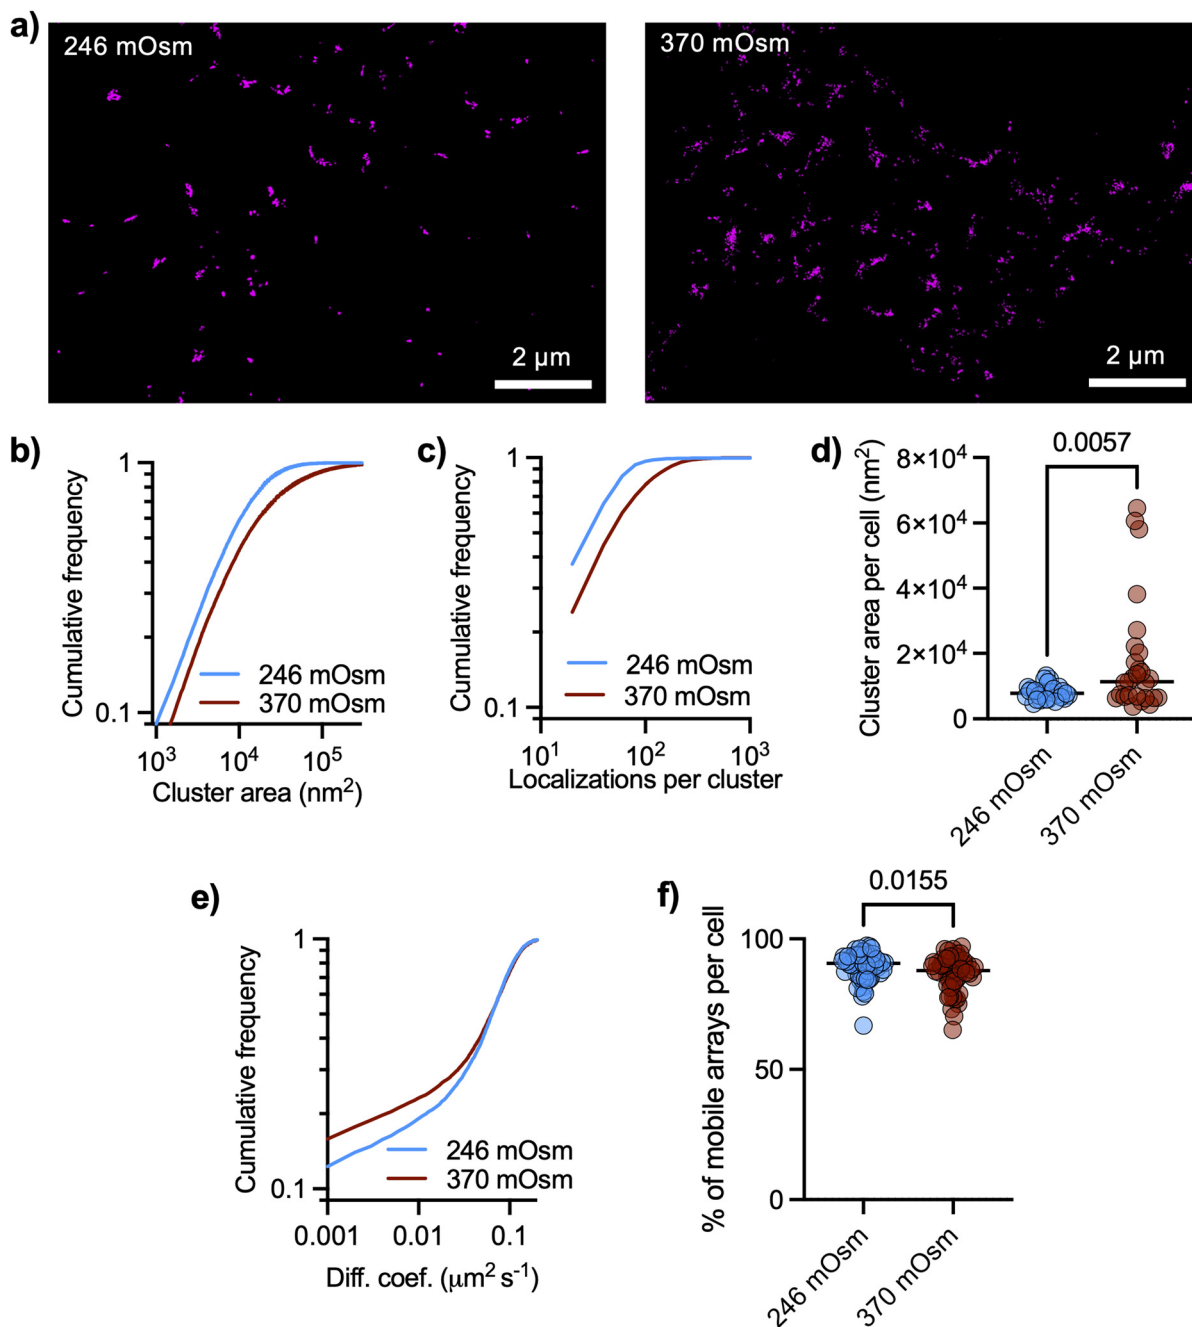 a)
246 mOsm
2 µm
370 mOsm
2 µm
b)
Cumulative frequency
1
0.1
246 mOsm
370 mOsm
10³
10⁴
10⁵
Cluster area (nm²)
c)
Cumulative frequency
1
0.1
246 mOsm
370 mOsm
10¹
10²
10³
Localizations per cluster
d)
Cluster area per cell (nm²)
0.0057
8×10⁴
6×10⁴
4×10⁴
2×10⁴
0
246 mOsm
370 mOsm
e)
Cumulative frequency
1
0.1
246 mOsm
370 mOsm
0.001
0.01
0.1
Diff. coef. (µm² s⁻¹)
f)
% of mobile arrays per cell
0.0155
100
50
0
246 mOsm
370 mOsm